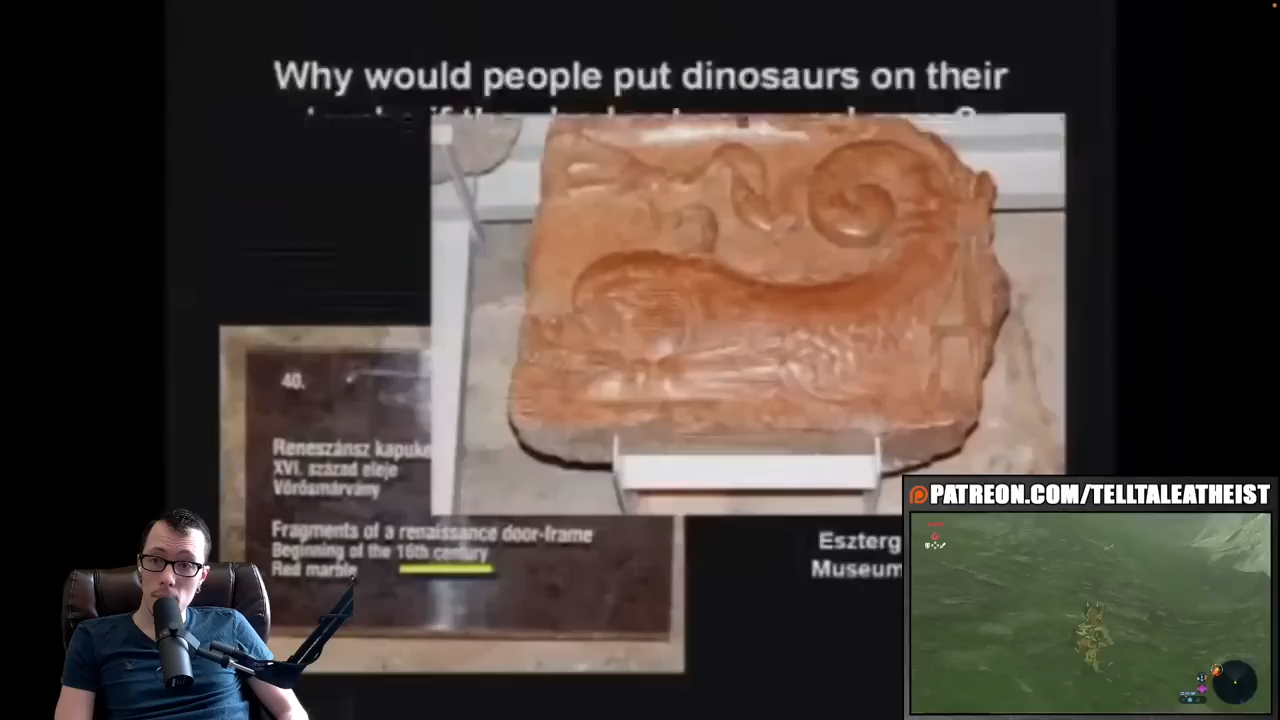 Why would people put dinosaurs on their
40.
Reneszánsz kapuke
XVI. század eleje
Vörösmárvány
Fragments of a renaissance door-frame
Beginning of the 16th century
Red marble
Eszterg
Museum
PATREON.COM/TELLTALEATHEIST